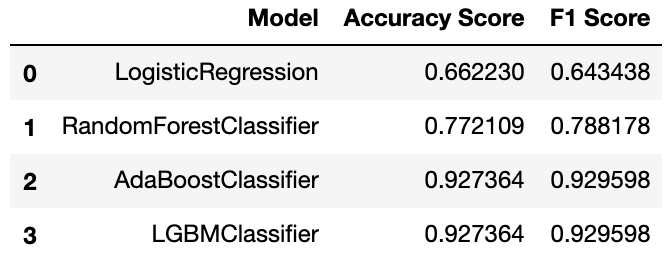 Model Accuracy Score F1 Score
0 LogisticRegression 0.662230 0.643438
1 RandomForestClassifier 0.772109 0.788178
2 AdaBoostClassifier 0.927364 0.929598
3 LGBMClassifier 0.927364 0.929598